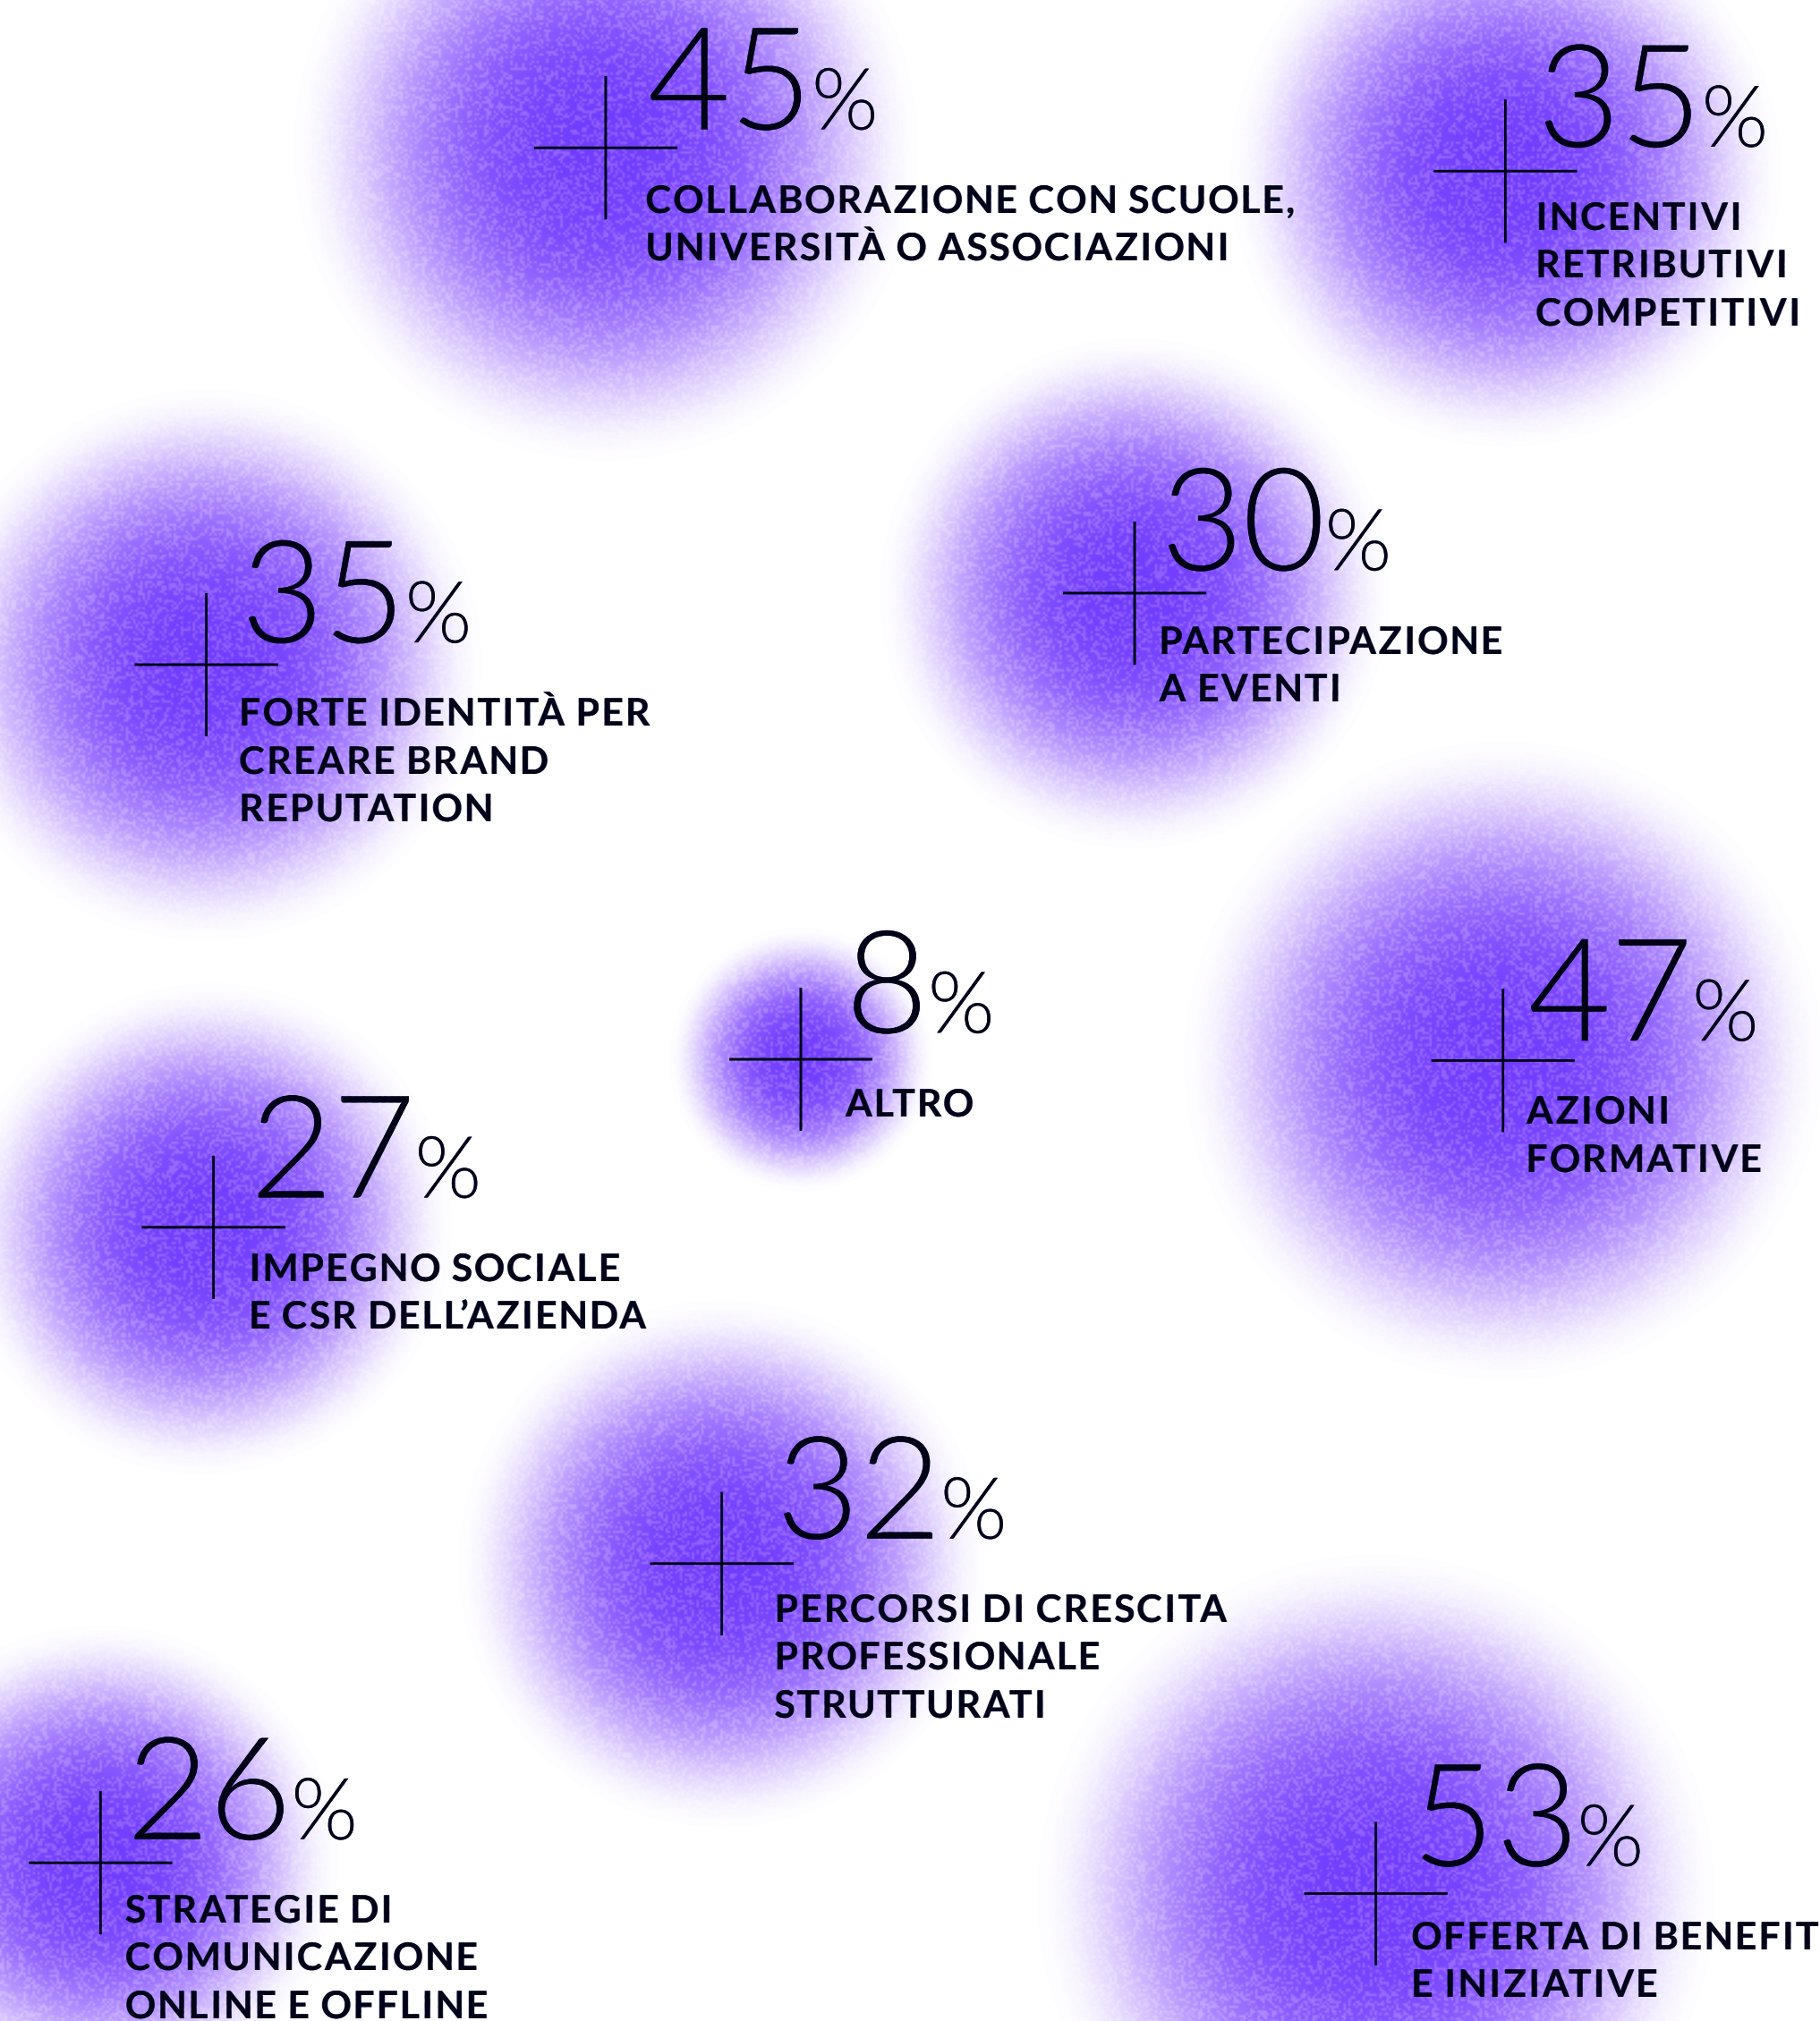 45%
COLLABORAZIONE CON SCUOLE,
UNIVERSITÀ O ASSOCIAZIONI
35%
INCENTIVI
RETRIBUTIVI
COMPETITIVI
30%
PARTECIPAZIONE
A EVENTI
35%
FORTE IDENTITÀ PER
CREARE BRAND
REPUTATION
8%
ALTRO
47%
AZIONI
FORMATIVE
27%
IMPEGNO SOCIALE
E CSR DELL’AZIENDA
32%
PERCORSI DI CRESCITA
PROFESSIONALE
STRUTTURATI
26%
STRATEGIE DI
COMUNICAZIONE
ONLINE E OFFLINE
53%
OFFERTA DI BENEFIT
E INIZIATIVE